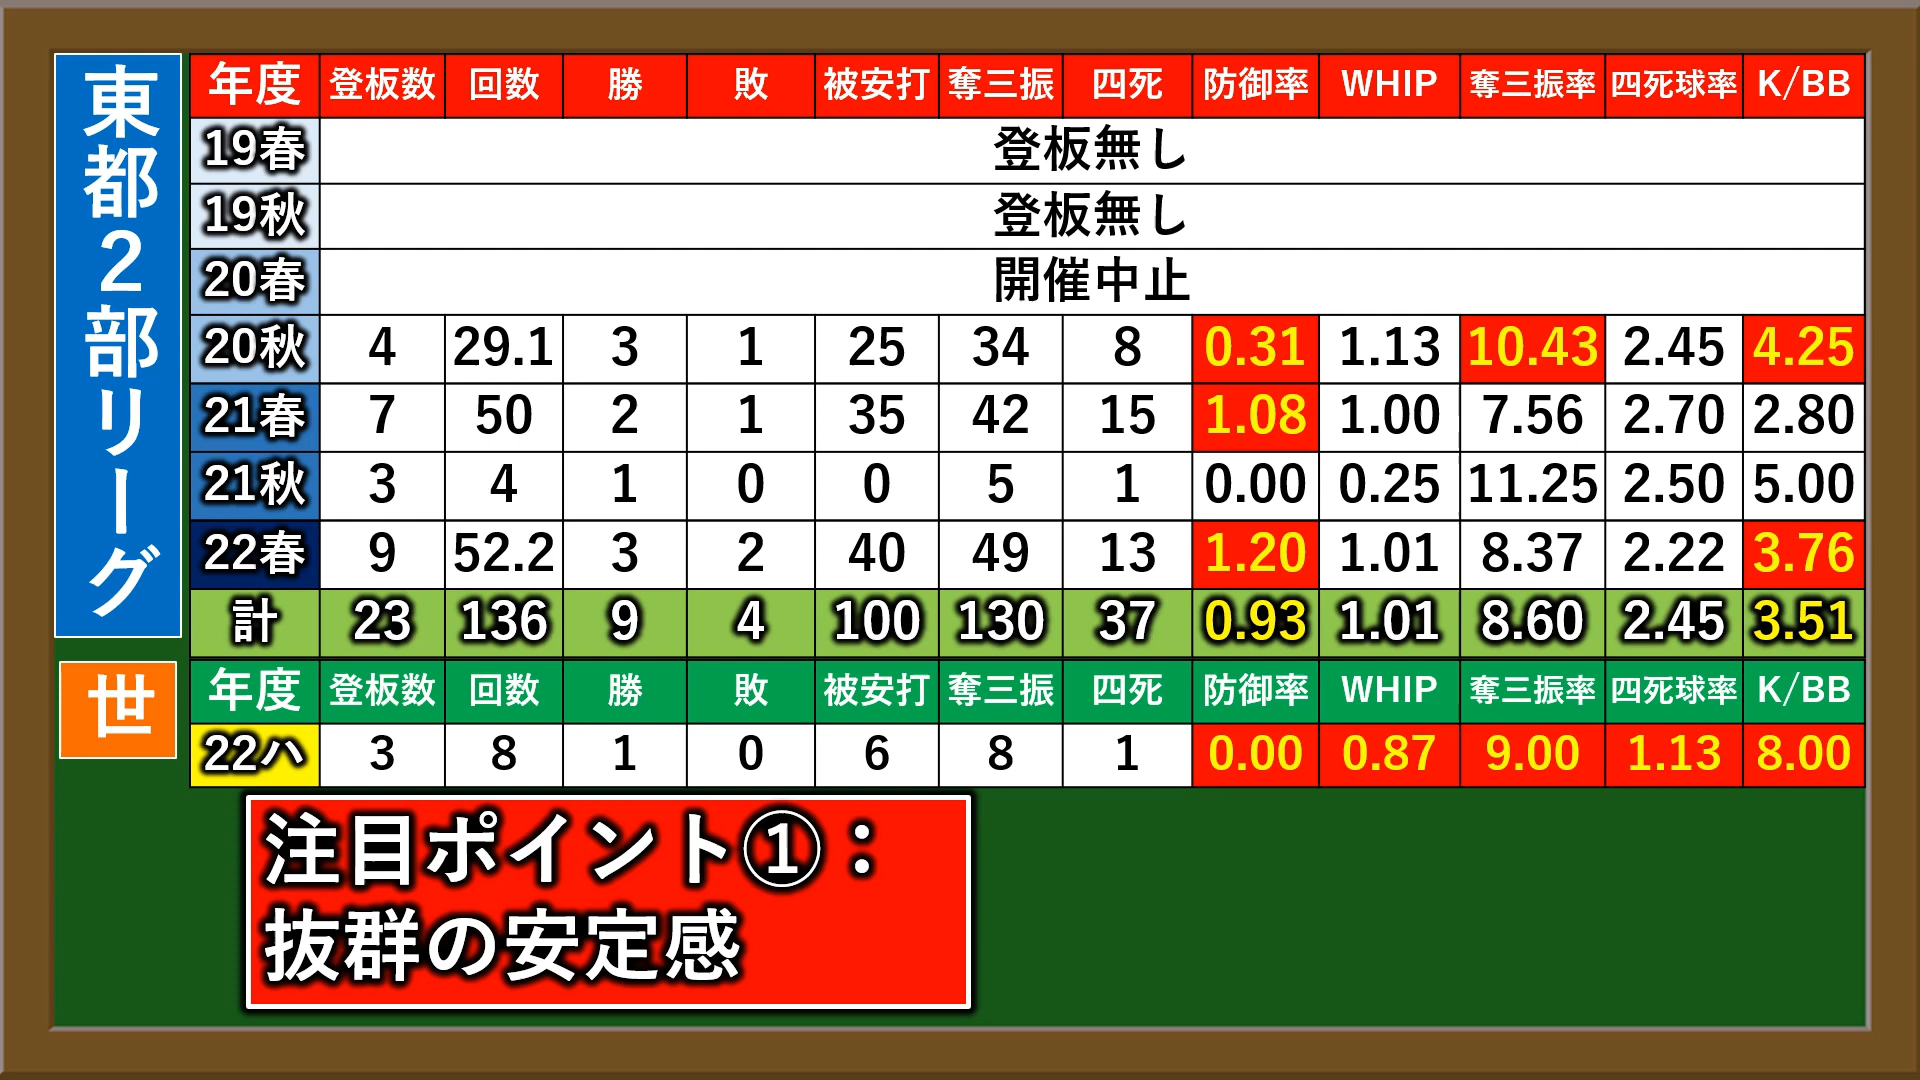 東都2部リーグ
年度 登板数 回数 勝 敗 被安打 奪三振 四死 防御率 WHIP 奪三振率 四死球率 K/BB
19春 登板無し
19秋 登板無し
20春 開催中止
20秋 4 29.1 3 1 25 34 8 0.31 1.13 10.43 2.45 4.25
21春 7 50 2 1 35 42 15 1.08 1.00 7.56 2.70 2.80
21秋 3 4 1 0 0 5 1 0.00 0.25 11.25 2.50 5.00
22春 9 52.2 3 2 40 49 13 1.20 1.01 8.37 2.22 3.76
計 23 136 9 4 100 130 37 0.93 1.01 8.60 2.45 3.51
世
年度 登板数 回数 勝 敗 被安打 奪三振 四死 防御率 WHIP 奪三振率 四死球率 K/BB
22ハ 3 8 1 0 6 8 1 0.00 0.87 9.00 1.13 8.00
注目ポイント①：
抜群の安定感